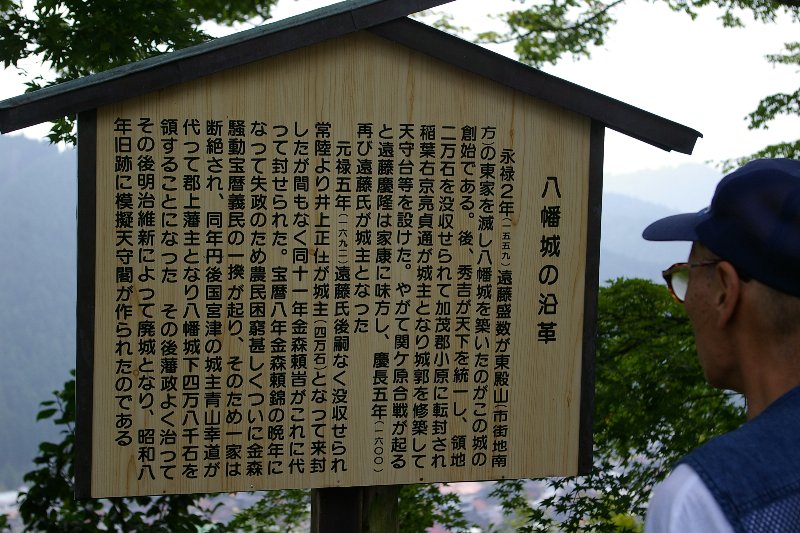 八幡城の沿革
永禄２年(一五五九)遠藤盛数が東殿山(市街地南
方)の東家を滅し八幡城を築いたのがこの城の
創始である。後、秀吉が天下を統一し、領地
二万石を没収せられて加茂郡小原に転封され
稲葉右京亮貞通が城主となり城郭を修築して
天守台等を設けた。やがて関ケ原合戦が起る
と遠藤慶隆は家康に味方し、慶長五年(一六〇〇)
再び遠藤氏が城主となった
元禄五年(一六九二)遠藤氏後嗣なく没収せられ
常陸より井上正任が城主(四万石)となって来封
したが間もなく同十一年金森頼吉がこれに代
つて封せられた。宝暦八年金森頼錦の晩年に
なって失政のため農民困窮甚しくついに金森
騒動宝暦義民の一揆が起り、そのため一家は
断絶され、同年丹後国宮津の城主青山幸道が
代つて郡上藩主となり八幡城下四万八千石を
領することになった　その後藩政よく治って
その後明治維新によって廃城となり、昭和八
年旧跡に模擬天守閣が作られたのである